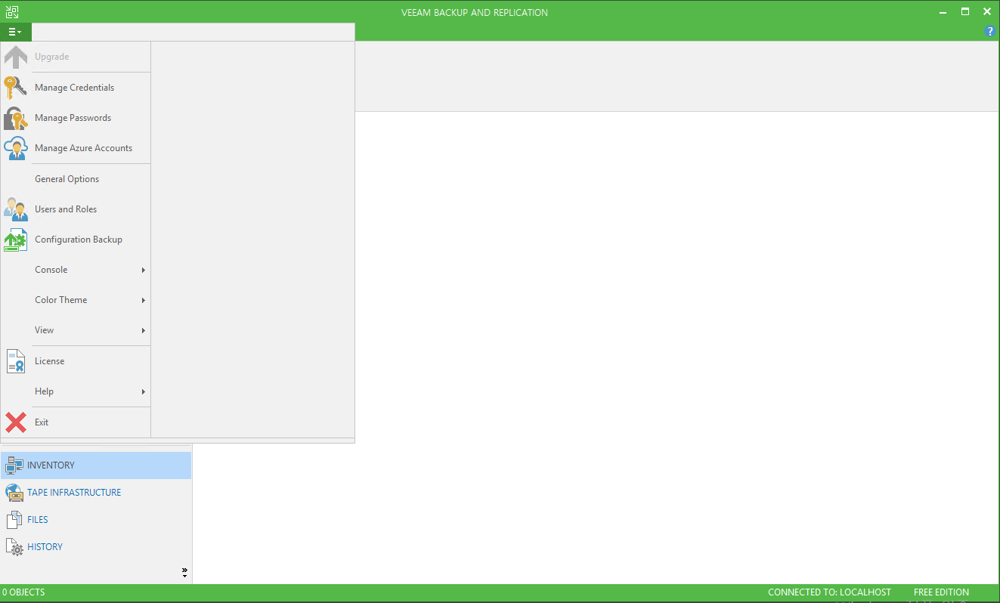 VEEAM BACKUP AND REPLICATION
?
Upgrade
Manage Credentials
Manage Passwords
Manage Azure Accounts
General Options
Users and Roles
Configuration Backup
Console
Color Theme
View
License
Help
Exit
INVENTORY
TAPE INFRASTRUCTURE
FILES
HISTORY
0 OBJECTS
CONNECTED TO: LOCALHOST
FREE EDITION